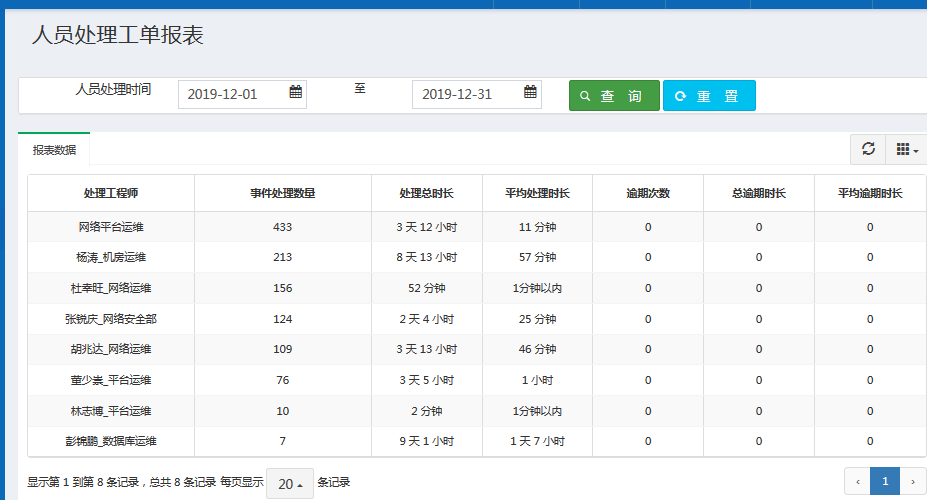 人员处理工单报表
人员处理时间 2019-12-01 至 2019-12-31 查 询 重 置
报表数据
处理工程师 事件处理数量 处理总时长 平均处理时长 逾期次数 总逾期时长 平均逾期时长
网络平台运维 433 3 天 12 小时 11 分钟 0 0 0
杨涛_机房运维 213 8 天 13 小时 57 分钟 0 0 0
杜幸旺_网络运维 156 52 分钟 1分钟以内 0 0 0
张锐庆_网络安全部 124 2 天 4 小时 25 分钟 0 0 0
胡兆达_网络运维 109 3 天 13 小时 46 分钟 0 0 0
董少崇_平台运维 76 3 天 5 小时 1 小时 0 0 0
林志博_平台运维 10 2 分钟 1分钟以内 0 0 0
彭锦鹏_数据库运维 7 9 天 1 小时 1 天 7 小时 0 0 0
显示第 1 到第 8 条记录，总共 8 条记录 每页显示 20 条记录 ‹ 1 ›